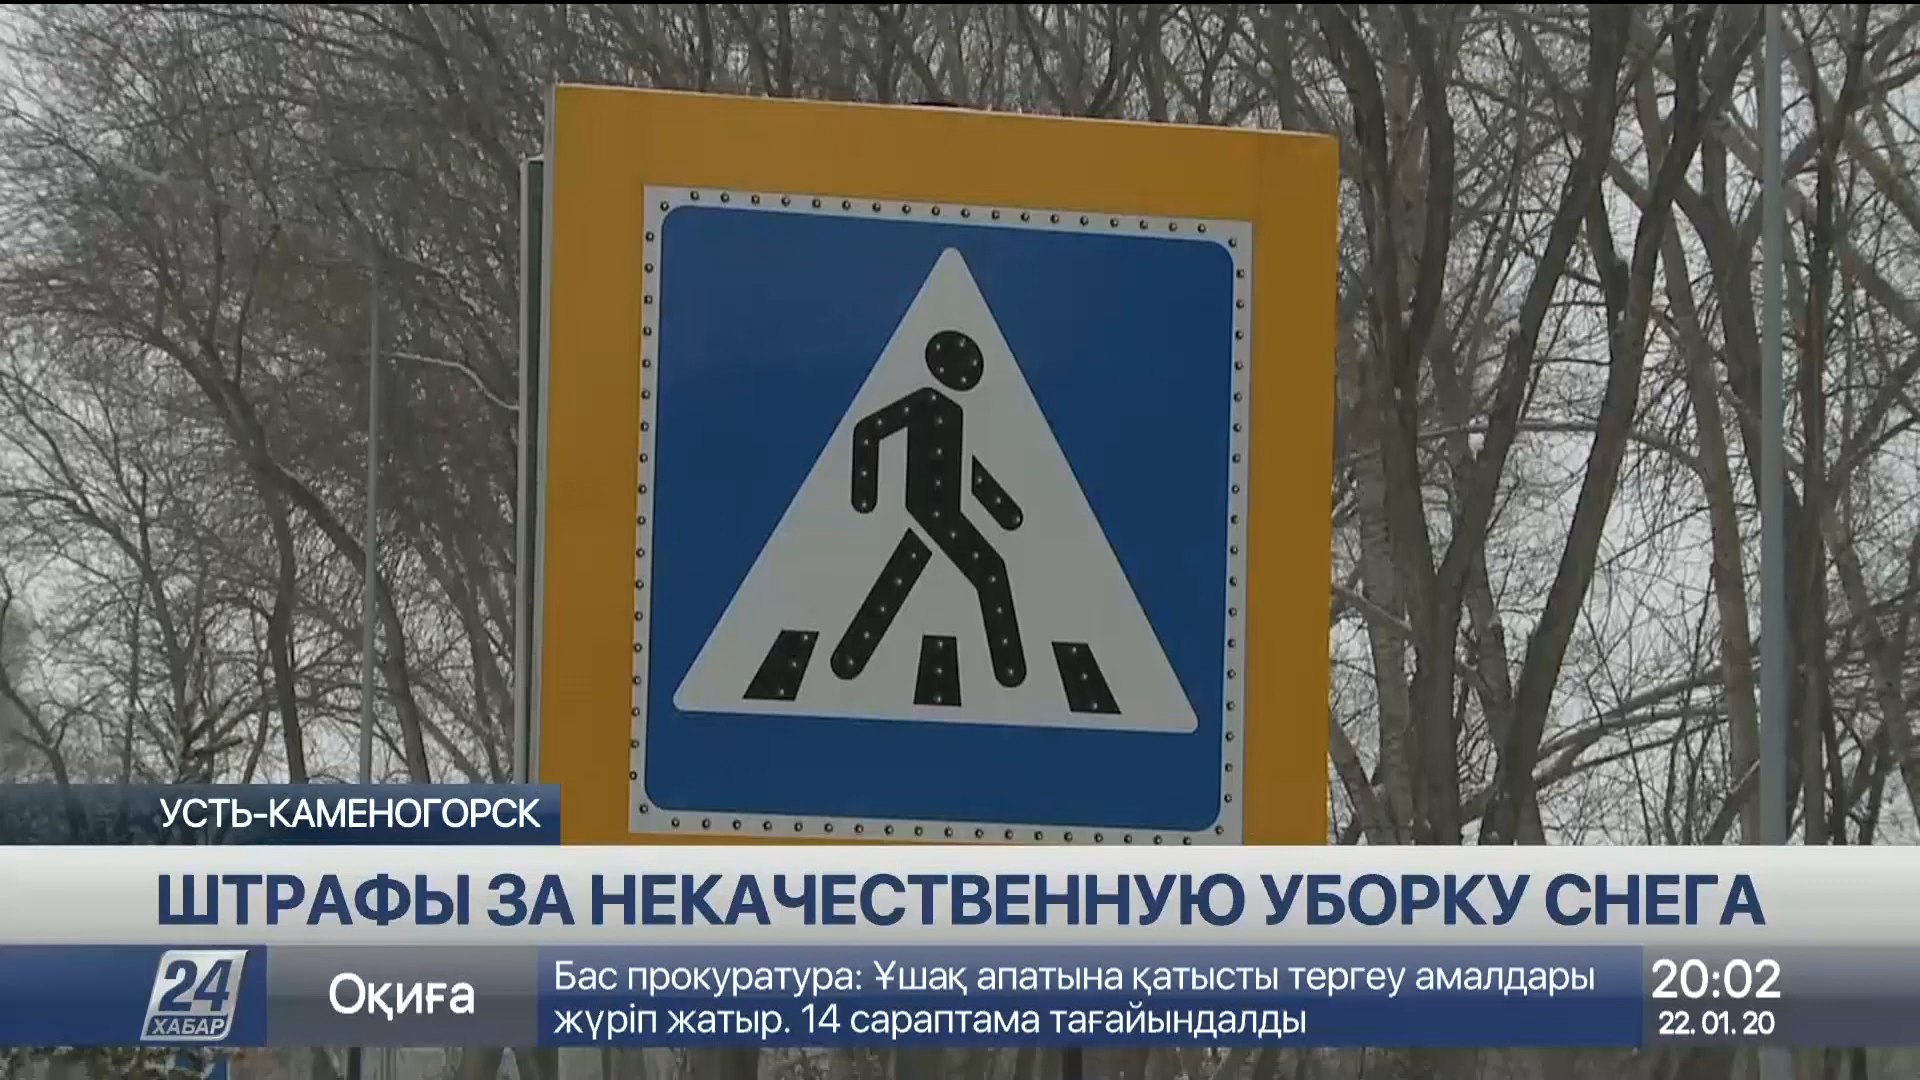 УСТЬ-КАМЕНОГОРСК
ШТРАФЫ ЗА НЕКАЧЕСТВЕННУЮ УБОРКУ СНЕГА
24
ХАБАР
Оқиға
Бас прокуратура: Ұшақ апатына қатысты тергеу амалдары
жүріп жатыр. 14 сараптама тағайындалды
20:02
22. 01. 20